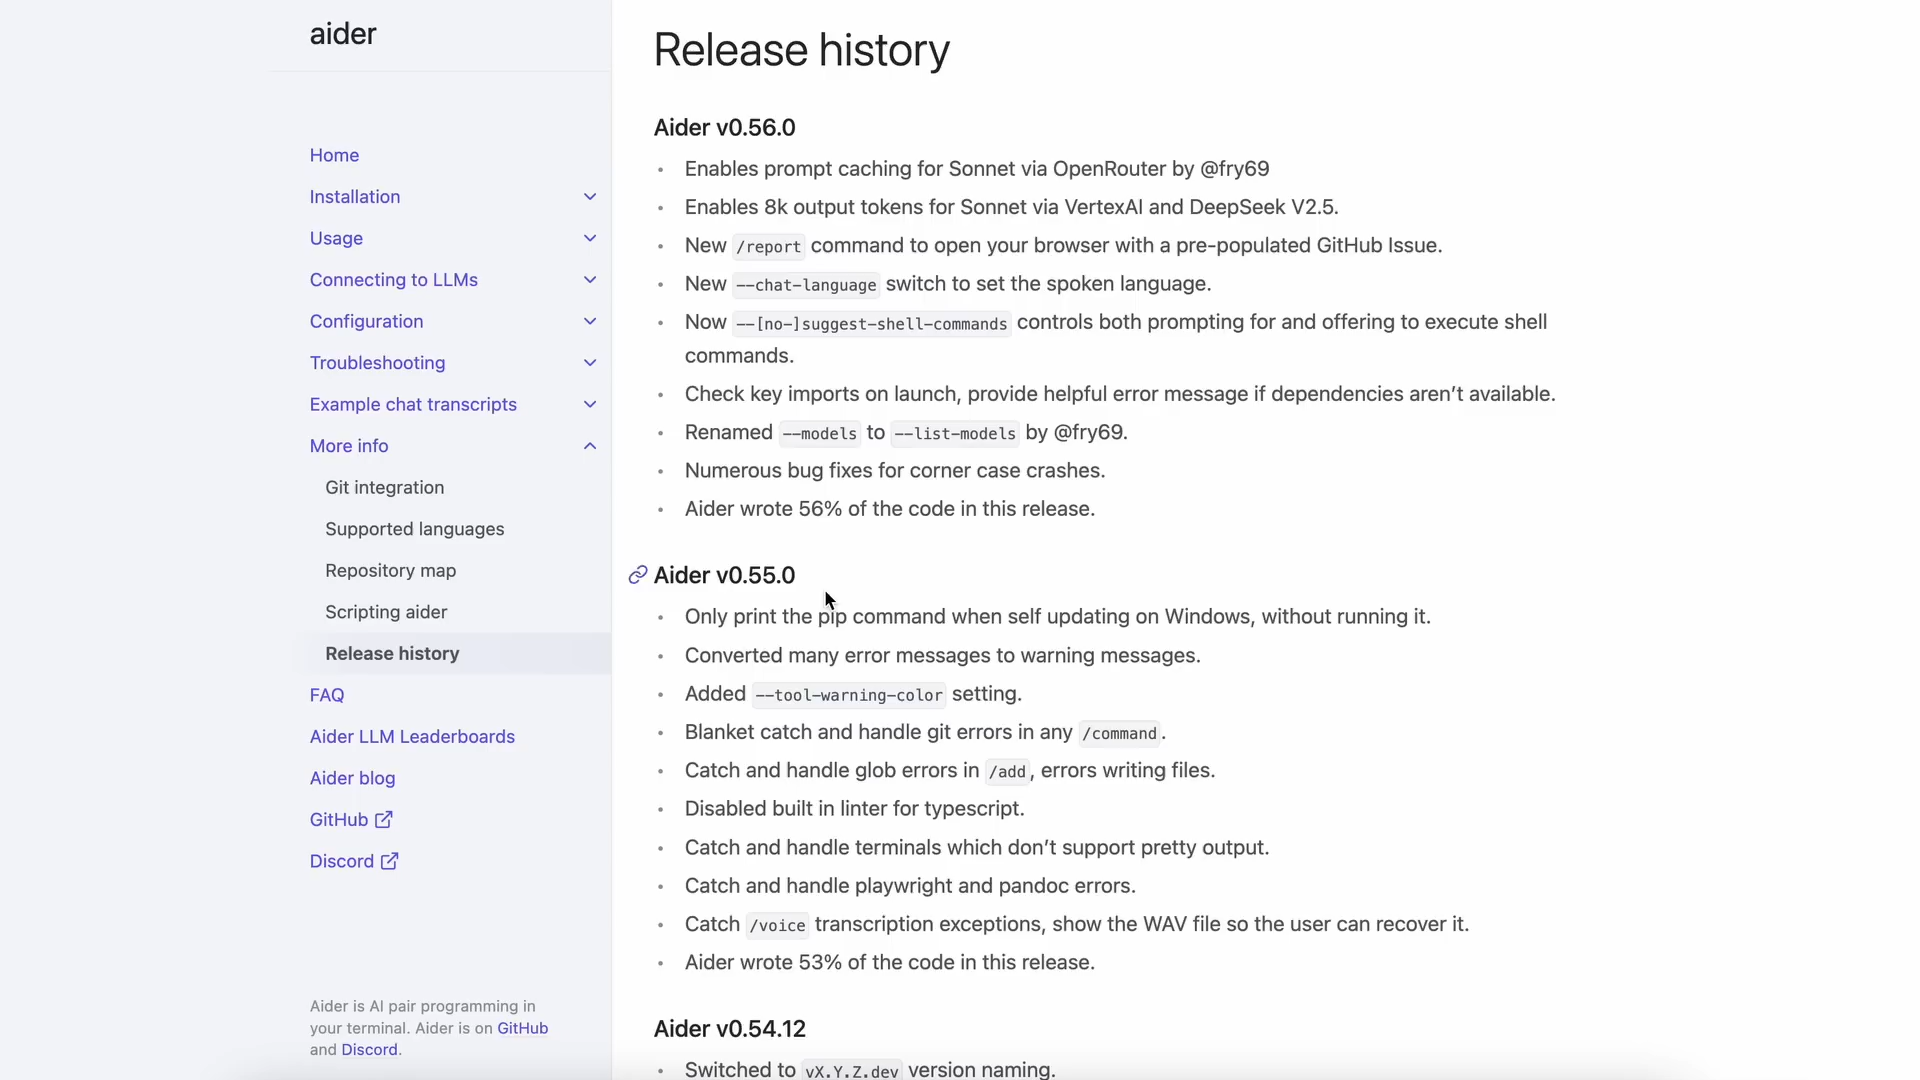 aider
Home
Installation
Usage
Connecting to LLMs
Configuration
Troubleshooting
Example chat transcripts
More info
Git integration
Supported languages
Repository map
Scripting aider
Release history
FAQ
Aider LLM Leaderboards
Aider blog
GitHub
Discord
Aider is AI pair programming in
your terminal. Aider is on GitHub
and Discord.
Release history
Aider v0.56.0
• Enables prompt caching for Sonnet via OpenRouter by @fry69
• Enables 8k output tokens for Sonnet via VertexAI and DeepSeek V2.5.
• New /report command to open your browser with a pre-populated GitHub Issue.
• New --chat-language switch to set the spoken language.
• Now --[no-]suggest-shell-commands controls both prompting for and offering to execute shell
commands.
• Check key imports on launch, provide helpful error message if dependencies aren’t available.
• Renamed --models to --list-models by @fry69.
• Numerous bug fixes for corner case crashes.
• Aider wrote 56% of the code in this release.
Aider v0.55.0
• Only print the pip command when self updating on Windows, without running it.
• Converted many error messages to warning messages.
• Added --tool-warning-color setting.
• Blanket catch and handle git errors in any /command.
• Catch and handle glob errors in /add, errors writing files.
• Disabled built in linter for typescript.
• Catch and handle terminals which don’t support pretty output.
• Catch and handle playwright and pandoc errors.
• Catch /voice transcription exceptions, show the WAV file so the user can recover it.
• Aider wrote 53% of the code in this release.
Aider v0.54.12
• Switched to vX.Y.Z.dev version naming.